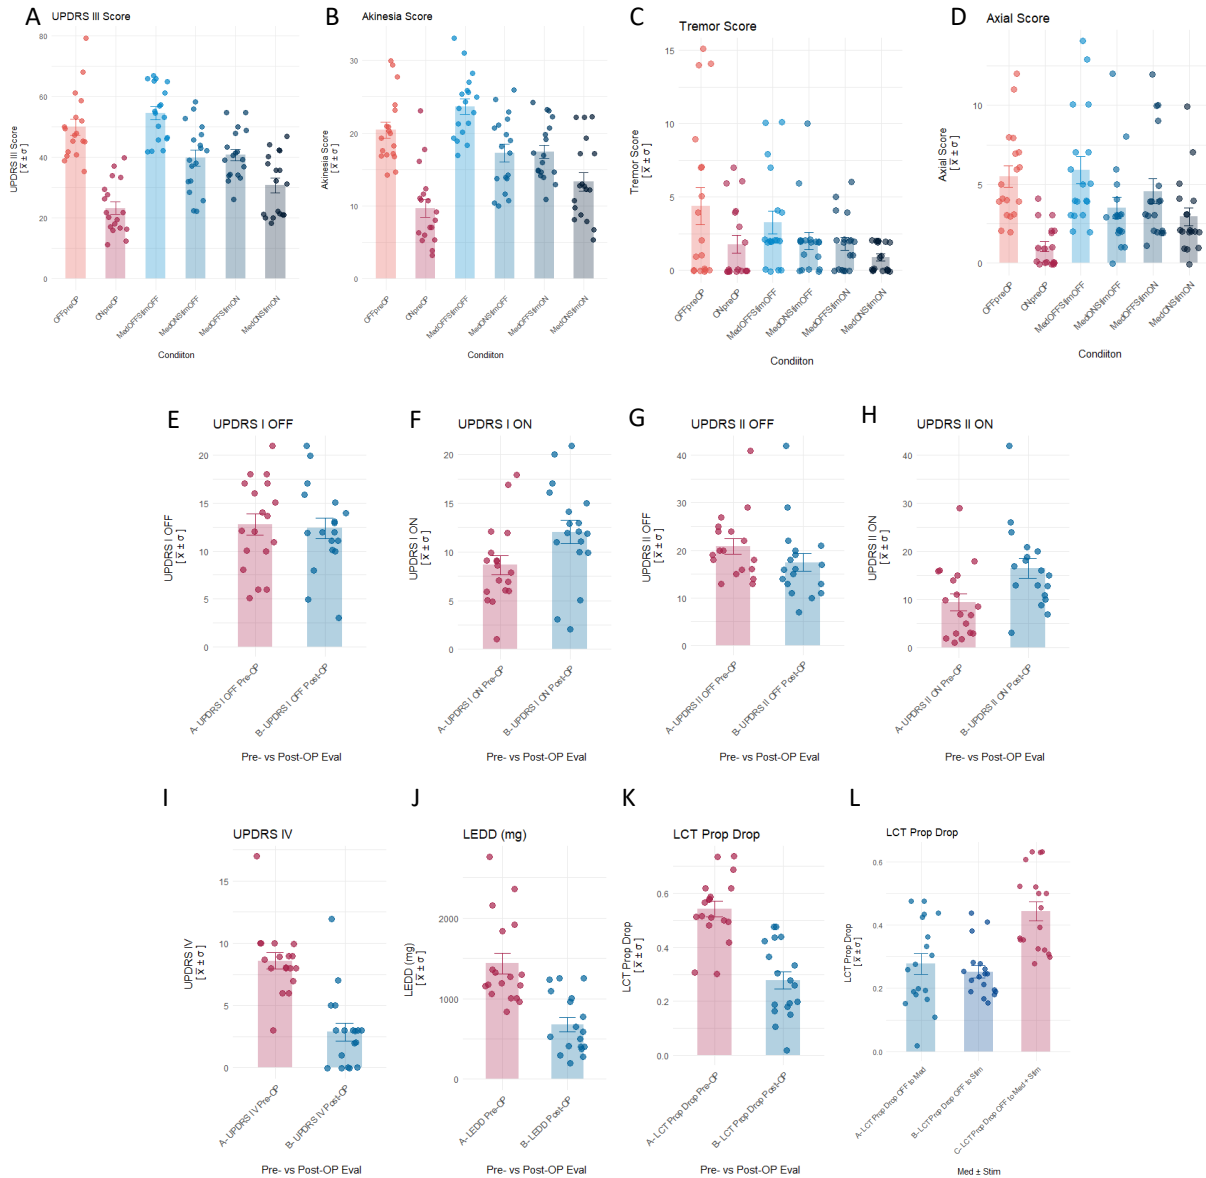 A
UPDRS III Score
UPDRS III Score
[ x̅ ± σ ]
80
60
40
20
0
OFFpreOP
ONpreOP
MedOFFStimOFF
MedONStimOFF
MedOFFStimON
MedONStimON
Condiiton
B
Akinesia Score
Akinesia Score
[ x̅ ± σ ]
30
20
10
0
OFFpreOP
ONpreOP
MedOFFStimOFF
MedONStimOFF
MedOFFStimON
MedONStimON
Condiiton
C
Tremor Score
Tremor Score
[ x̅ ± σ ]
15
10
5
0
OFFpreOP
ONpreOP
MedOFFStimOFF
MedONStimOFF
MedOFFStimON
MedONStimON
Condiiton
D
Axial Score
Axial Score
[ x̅ ± σ ]
10
5
0
OFFpreOP
ONpreOP
MedOFFStimOFF
MedONStimOFF
MedOFFStimON
MedONStimON
Condiiton
E
UPDRS I OFF
UPDRS I OFF
[ x̅ ± σ ]
20
15
10
5
0
A- UPDRS I OFF Pre-OP
B- UPDRS I OFF Post-OP
Pre- vs Post-OP Eval
F
UPDRS I ON
UPDRS I ON
[ x̅ ± σ ]
20
15
10
5
0
A- UPDRS I ON Pre-OP
B- UPDRS I ON Post-OP
Pre- vs Post-OP Eval
G
UPDRS II OFF
UPDRS II OFF
[ x̅ ± σ ]
40
30
20
10
0
A- UPDRS II OFF Pre-OP
B- UPDRS II OFF Post-OP
Pre- vs Post-OP Eval
H
UPDRS II ON
UPDRS II ON
[ x̅ ± σ ]
40
30
20
10
0
A- UPDRS II ON Pre-OP
B- UPDRS II ON Post-OP
Pre- vs Post-OP Eval
I
UPDRS IV
UPDRS IV
[ x̅ ± σ ]
15
10
5
0
A- UPDRS IV Pre-OP
B- UPDRS IV Post-OP
Pre- vs Post-OP Eval
J
LEDD (mg)
LEDD (mg)
[ x̅ ± σ ]
2000
1000
0
A- LEDD Pre-OP
B- LEDD Post-OP
Pre- vs Post-OP Eval
K
LCT Prop Drop
LCT Prop Drop
[ x̅ ± σ ]
0.6
0.4
0.2
0.0
A- LCT Prop Drop Pre-OP
B- LCT Prop Drop Post-OP
Pre- vs Post-OP Eval
L
LCT Prop Drop
LCT Prop Drop
[ x̅ ± σ ]
0.6
0.4
0.2
0.0
A- LCT Prop Drop OFF to Med
B- LCT Prop Drop OFF to Stim
C- LCT Prop Drop OFF to Med + Stim
Med ± Stim